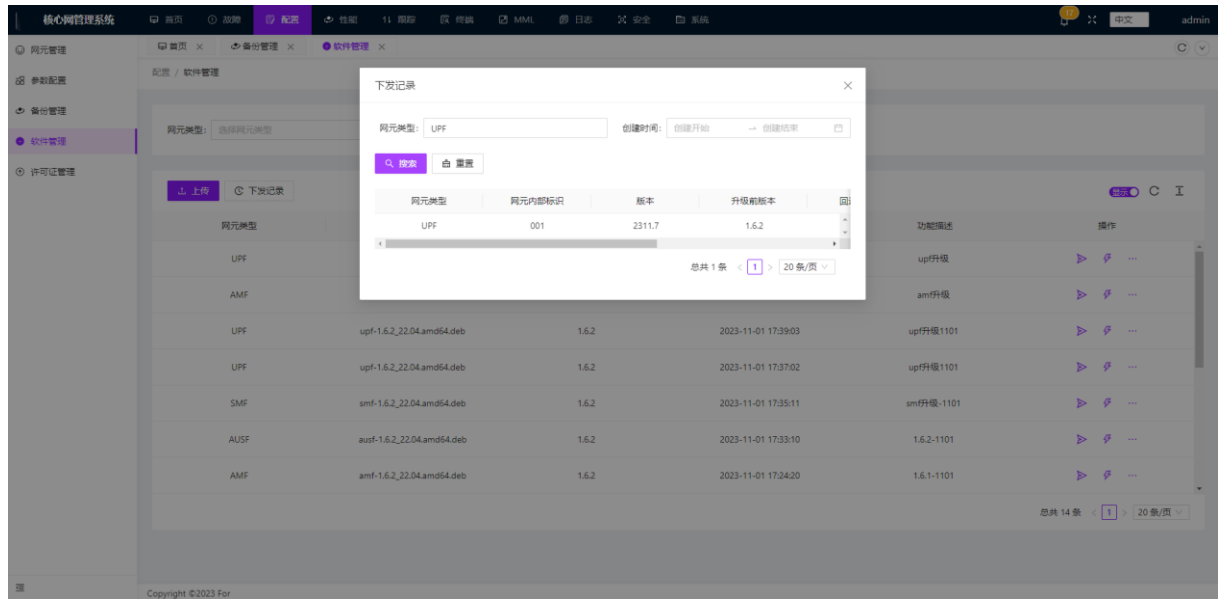 核心网管理系统 首页 故障 配置 性能 跟踪 终端 MML 日志 安全 系统 17 中文 admin
网元管理 首页 备份管理 软件管理
参数配置 配置 / 软件管理
备份管理
软件管理
许可证管理
网元类型: 选择网元类型
上传 下发记录 显示
网元类型 功能描述 操作
UPF upf升级
AMF amf升级
UPF upf-1.6.2_22.04.amd64.deb 1.6.2 2023-11-01 17:39:03 upf升级1101
UPF upf-1.6.2_22.04.amd64.deb 1.6.2 2023-11-01 17:37:02 upf升级1101
SMF smf-1.6.2_22.04.amd64.deb 1.6.2 2023-11-01 17:35:11 smf升级-1101
AUSF ausf-1.6.2_22.04.amd64.deb 1.6.2 2023-11-01 17:33:10 1.6.2-1101
AMF amf-1.6.2_22.04.amd64.deb 1.6.2 2023-11-01 17:24:20 1.6.1-1101
总共 14 条 < 1 > 20 条/页
Copyright ©2023 For
下发记录
网元类型: UPF 创建时间: 创建开始 → 创建结束
搜索 重置
网元类型 网元内部标识 版本 升级前版本
UPF 001 2311.7 1.6.2
总共 1 条 < 1 > 20 条/页